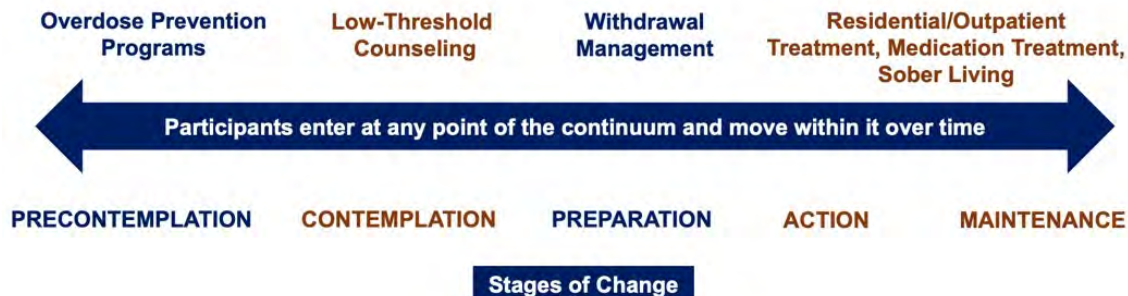 Overdose Prevention
Programs
Low-Threshold
Counseling
Withdrawal
Management
Residential/Outpatient
Treatment, Medication Treatment,
Sober Living
Participants enter at any point of the continuum and move within it over time
PRECONTEMPLATION
CONTEMPLATION
PREPARATION
ACTION
MAINTENANCE
Stages of Change